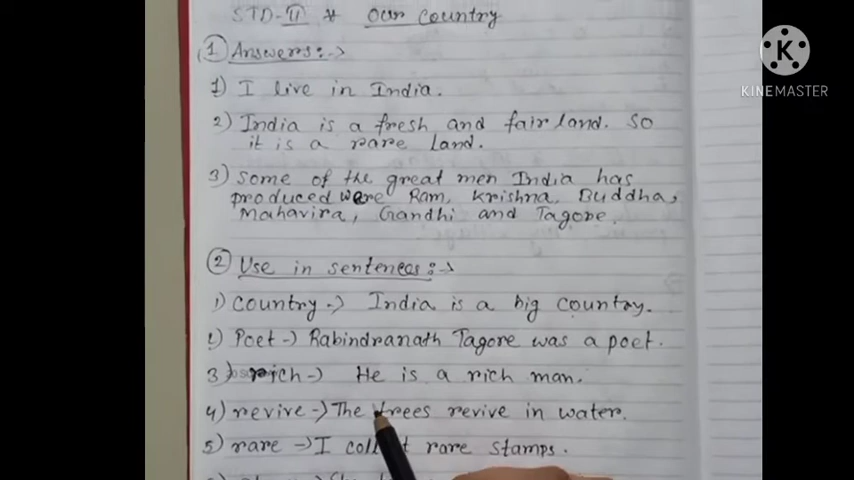 STD-II * Our Country
1 Answers:->
1) I live in India.
2) India is a fresh and fair land. So
it is a rare land.
3) Some of the great men India has
produced were Ram, Krishna, Buddha,
Mahavira, Gandhi and Tagore.
2 Use in sentences:->
1) Country -> India is a big country.
2) Poet -> Rabindranath Tagore was a poet.
3) rich -> He is a rich man.
4) revive -> The trees revive in water.
5) rare -> I collect rare stamps.
K
KINEMASTER